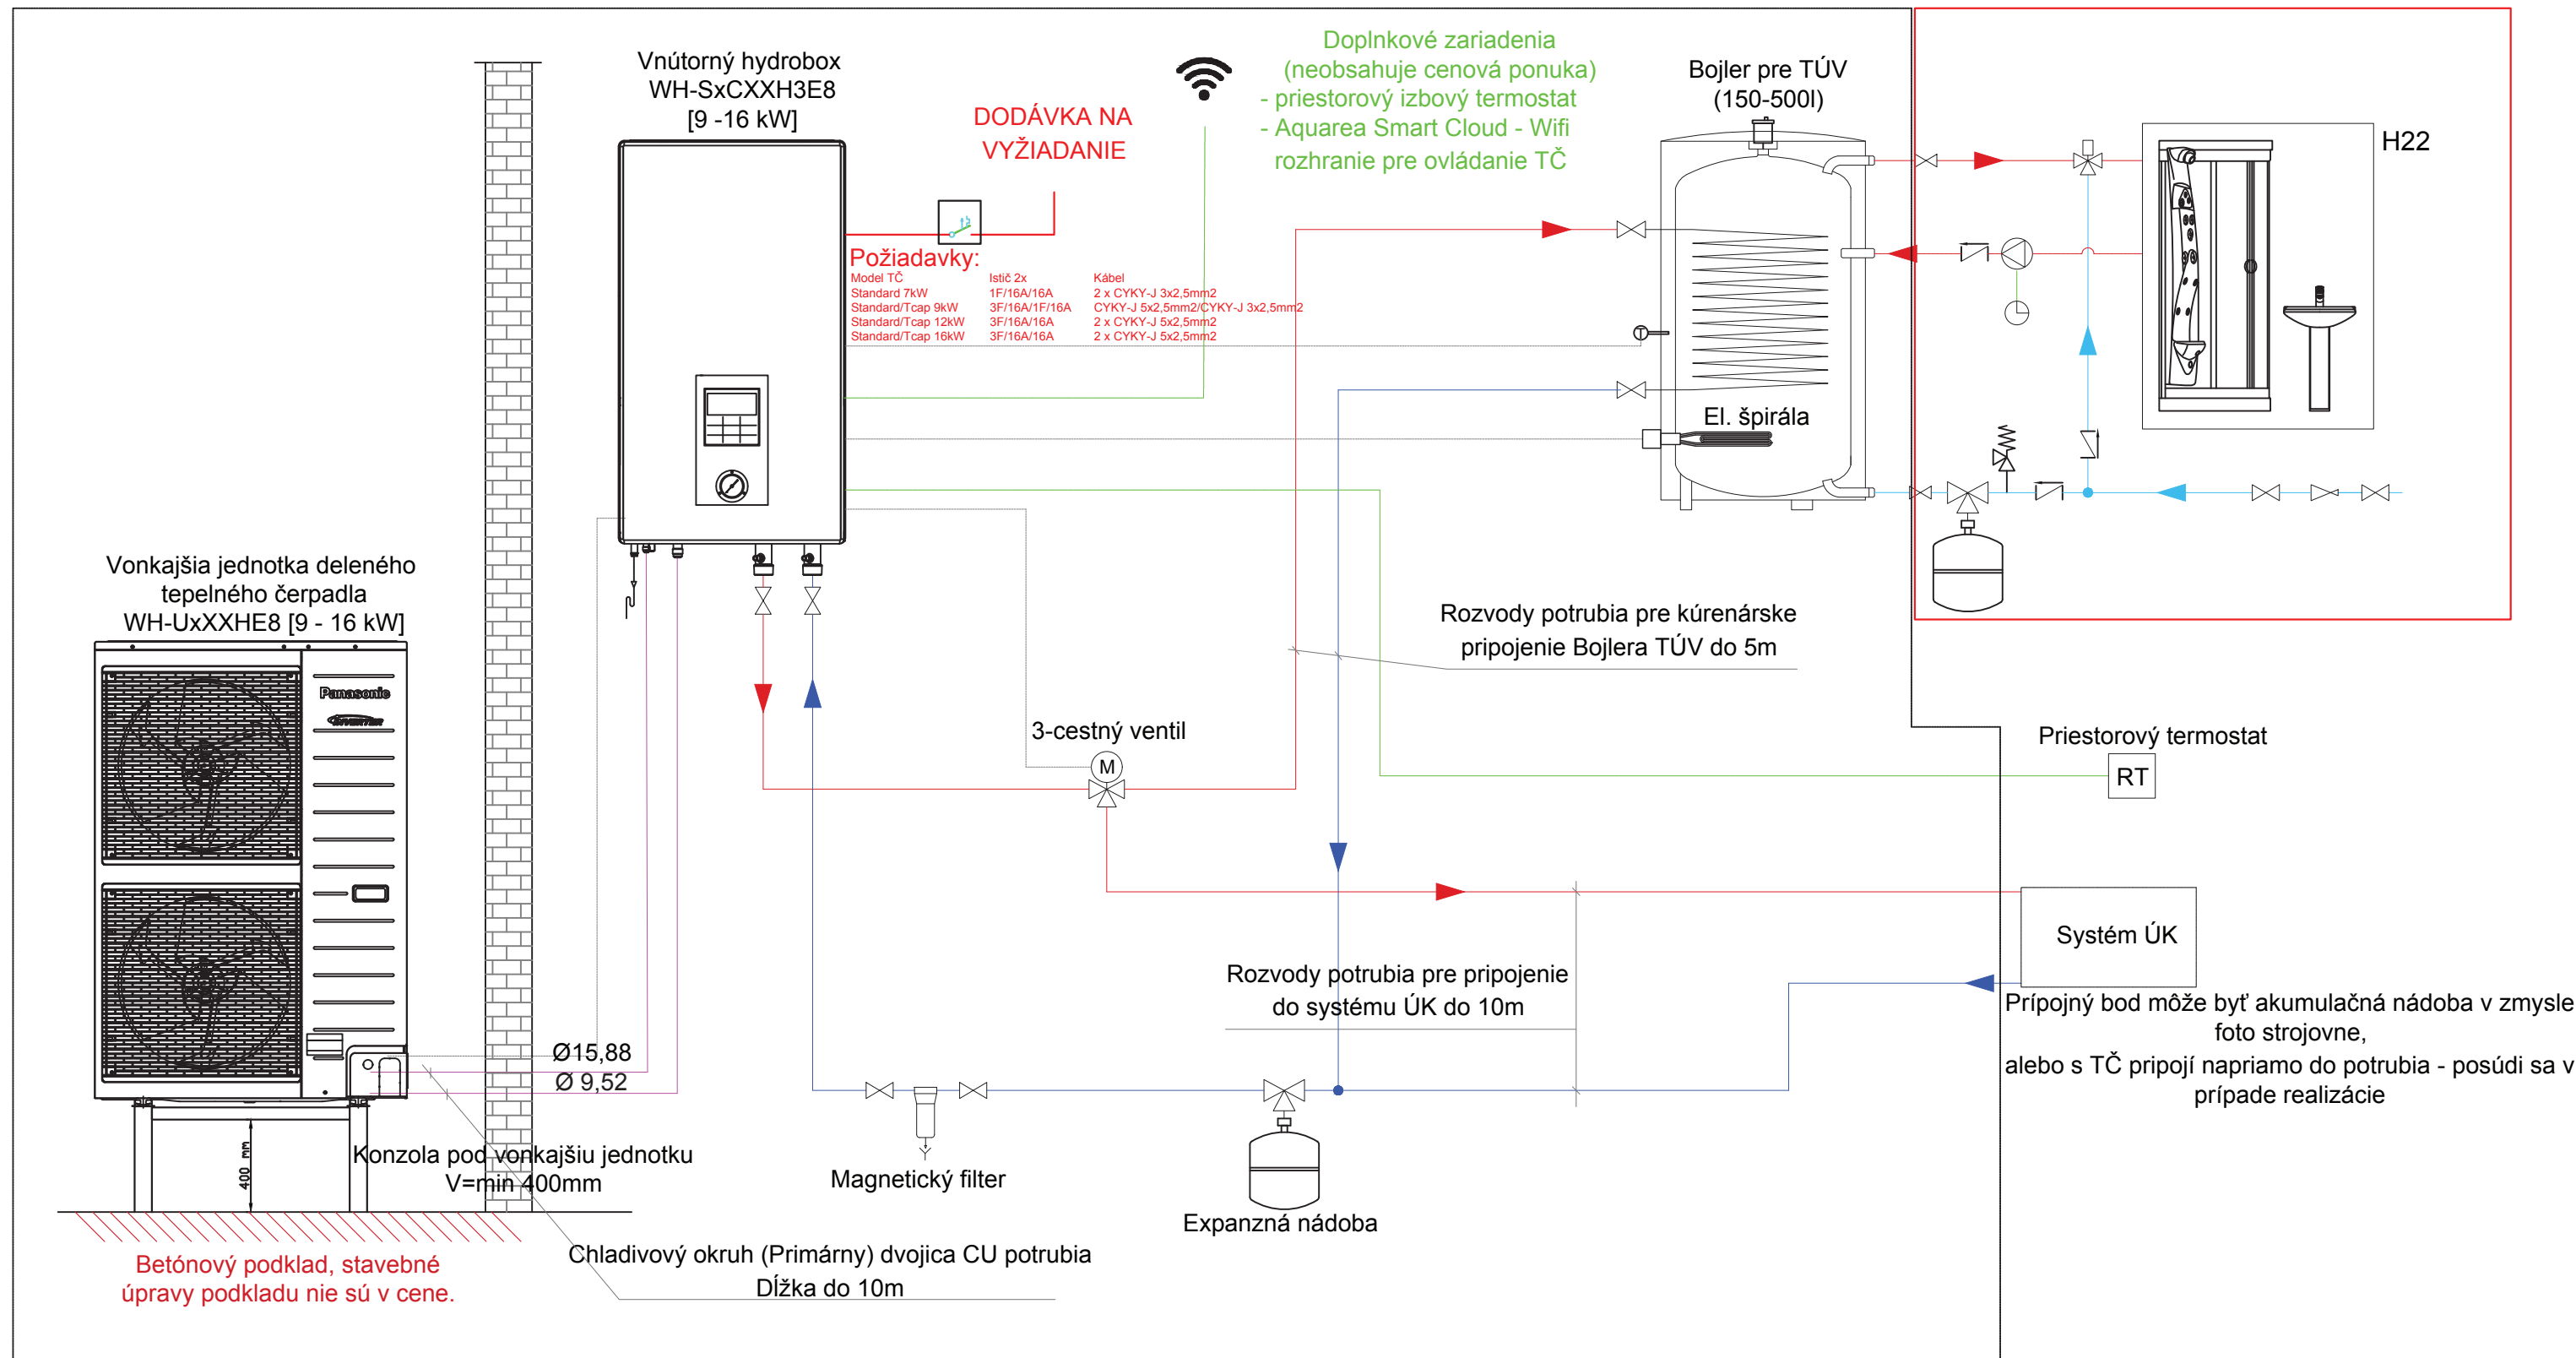 Vnútorný hydrobox
WH-SxCXXH3E8
[9 -16 kW]
DODÁVKA NA
VYŽIADANIE
Doplnkové zariadenia
(neobsahuje cenová ponuka)
- priestorový izbový termostat
- Aquarea Smart Cloud - Wifi
rozhranie pre ovládanie TČ
Bojler pre TÚV
(150-500l)
H22
Požiadavky:
Model TČ Istič 2x Kábel
Standard 7kW 1F/16A/16A 2 x CYKY-J 3x2,5mm2
Standard/Tcap 9kW 3F/16A/1F/16A CYKY-J 5x2,5mm2/CYKY-J 3x2,5mm2
Standard/Tcap 12kW 3F/16A/16A 2 x CYKY-J 5x2,5mm2
Standard/Tcap 16kW 3F/16A/16A 2 x CYKY-J 5x2,5mm2
T
El. špirála
Vonkajšia jednotka deleného
tepelného čerpadla
WH-UxXXHE8 [9 - 16 kW]
Panasonic
INVERTER
Rozvody potrubia pre kúrenárske
pripojenie Bojlera TÚV do 5m
3-cestný ventil
M
Priestorový termostat
RT
Systém ÚK
Rozvody potrubia pre pripojenie
do systému ÚK do 10m
Prípojný bod môže byť akumulačná nádoba v zmysle
foto strojovne,
alebo s TČ pripojí napriamo do potrubia - posúdi sa v
prípade realizácie
Ø15,88
Ø 9,52
Konzola pod vonkajšiu jednotku
V=min 400mm
400 mm
Magnetický filter
Expanzná nádoba
Chladivový okruh (Primárny) dvojica CU potrubia
Dĺžka do 10m
Betónový podklad, stavebné
úpravy podkladu nie sú v cene.